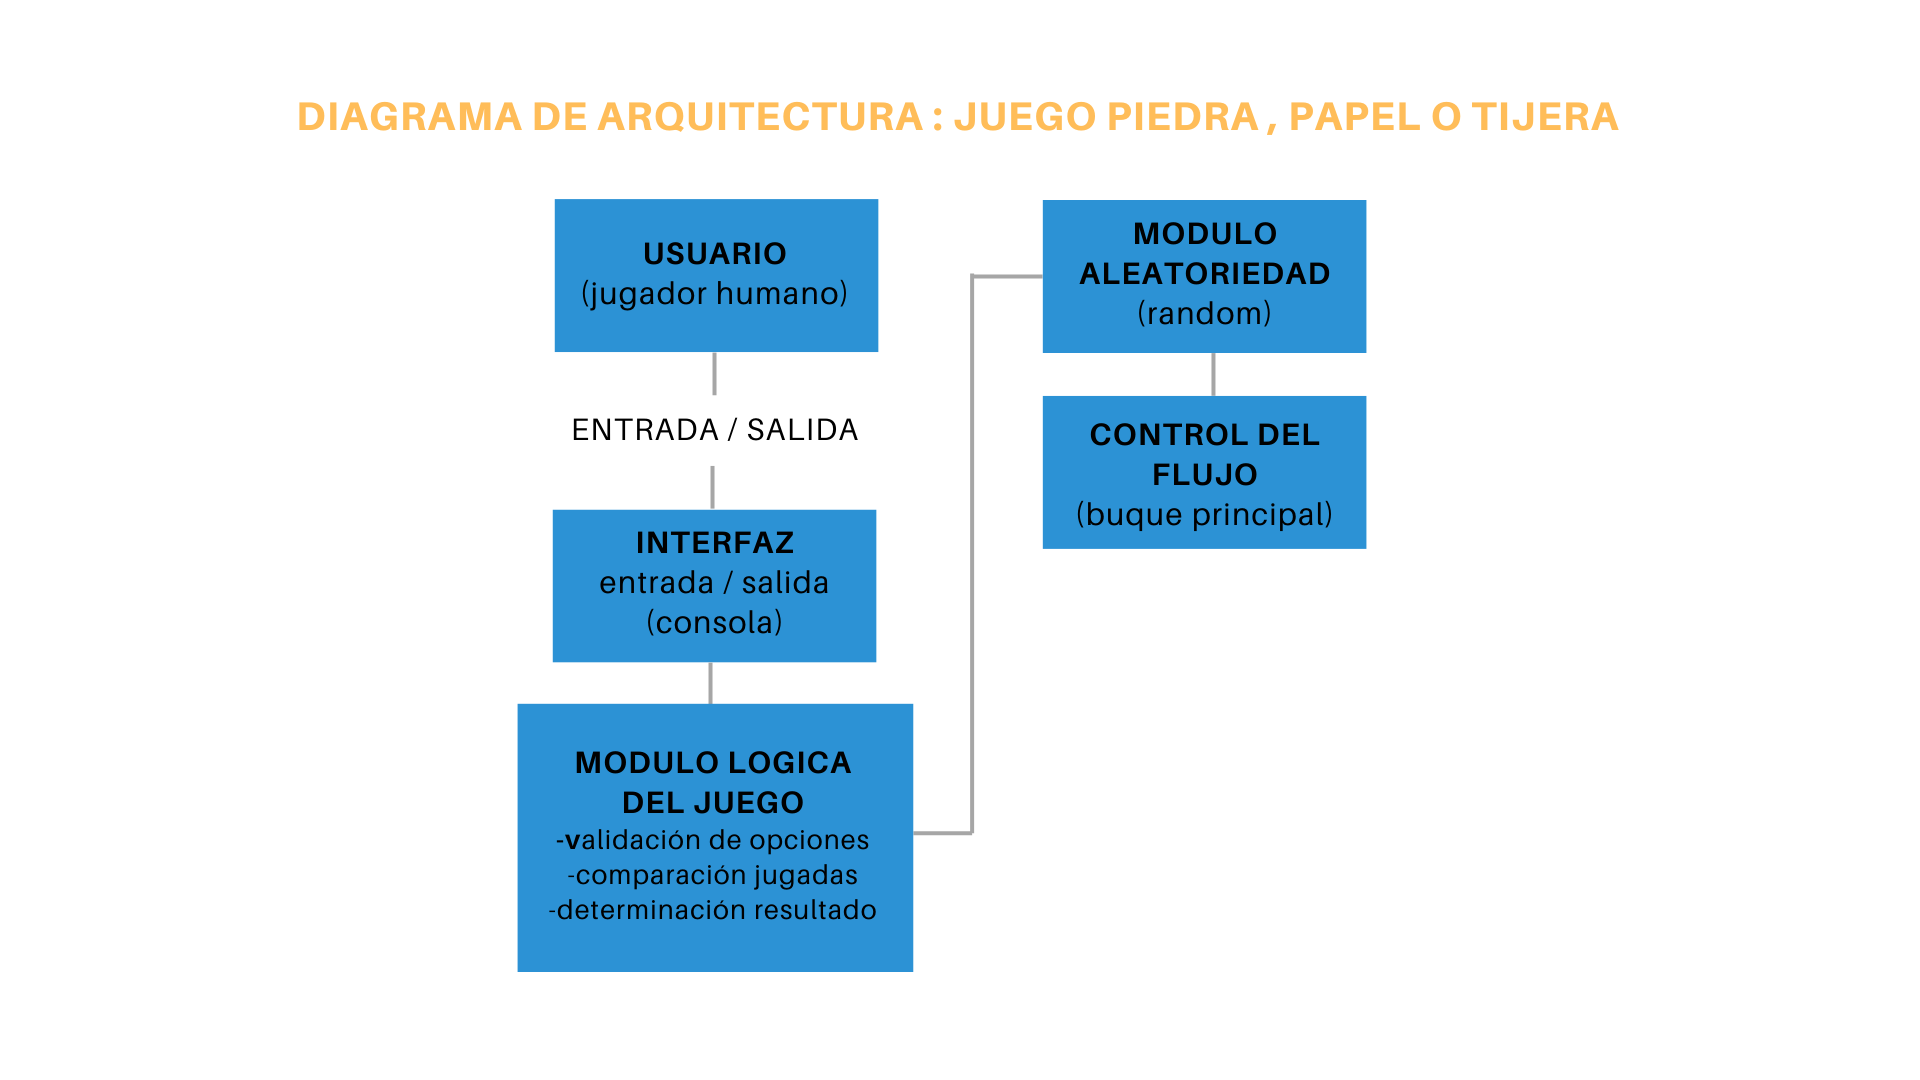 DIAGRAMA DE ARQUITECTURA : JUEGO PIEDRA , PAPEL O TIJERA
USUARIO
(jugador humano)
ENTRADA / SALIDA
INTERFAZ
entrada / salida
(consola)
MODULO LOGICA
DEL JUEGO
-validación de opciones
-comparación jugadas
-determinación resultado
MODULO
ALEATORIEDAD
(random)
CONTROL DEL
FLUJO
(buque principal)